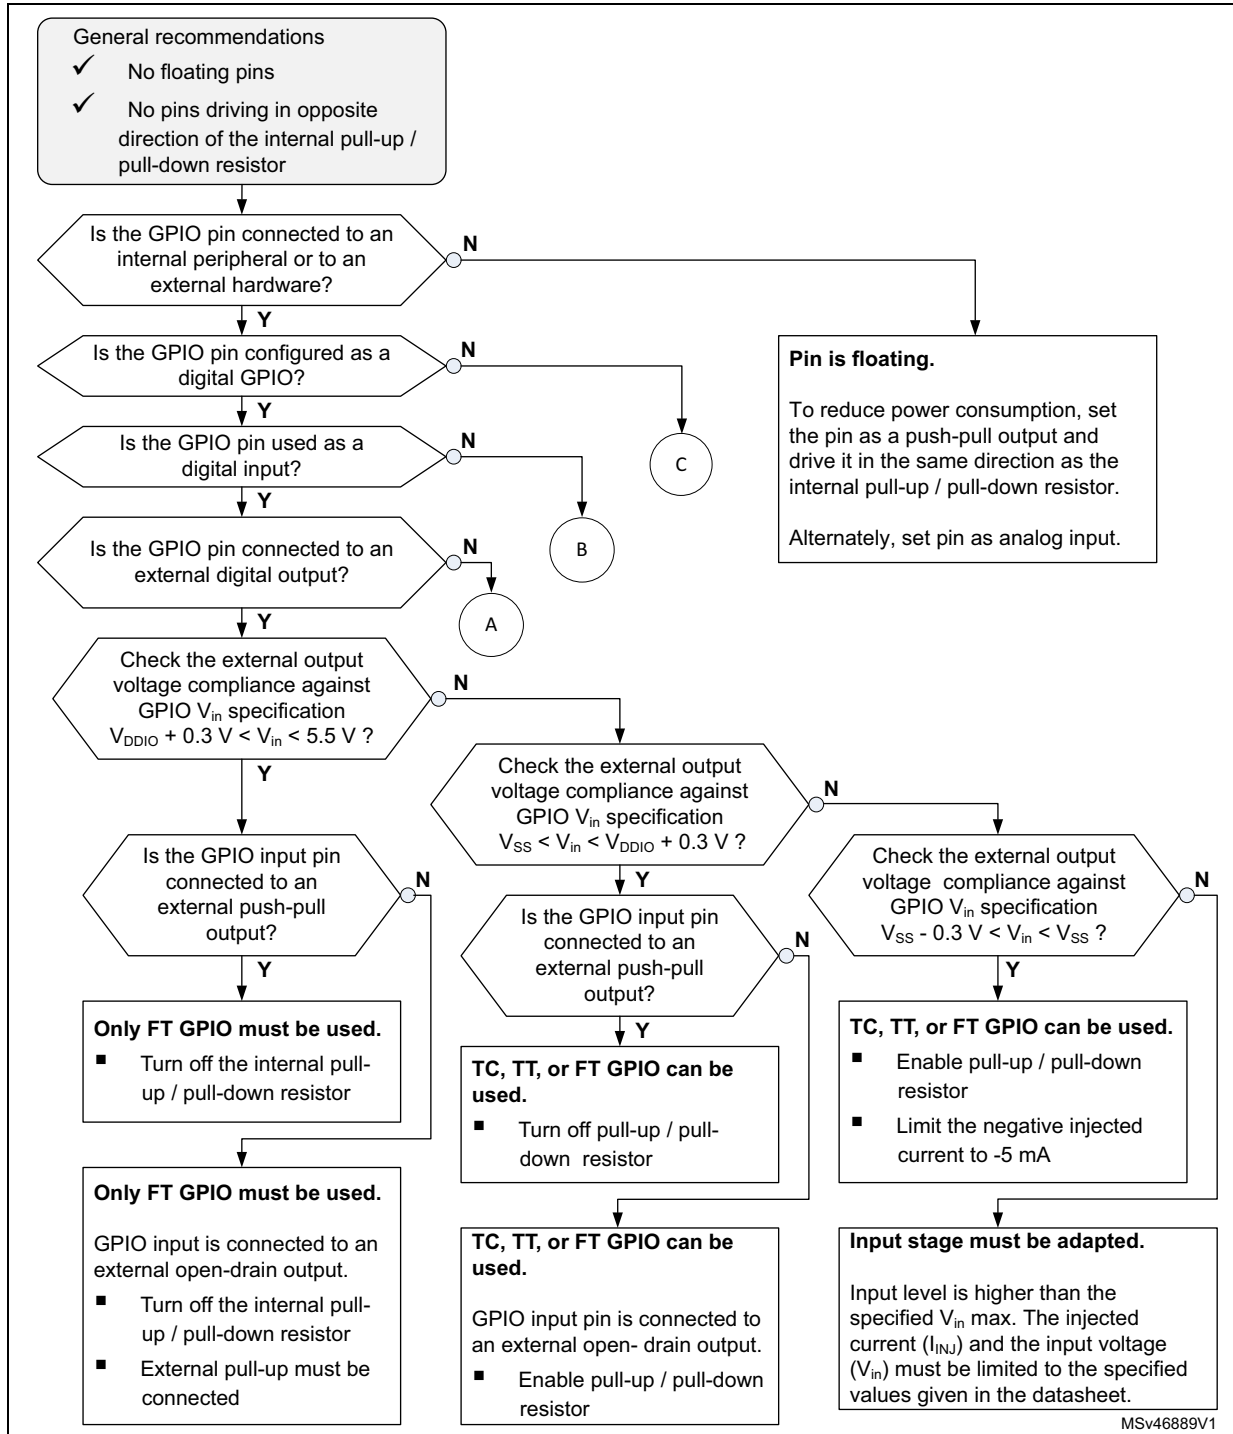 General recommendations
✓ No floating pins
✓ No pins driving in opposite
direction of the internal pull-up /
pull-down resistor
Is the GPIO pin connected to an
internal peripheral or to an
external hardware?
N
Y
Is the GPIO pin configured as a
digital GPIO?
N
Y
Is the GPIO pin used as a
digital input?
N
Y
Is the GPIO pin connected to an
external digital output?
N
Y
C
B
A
Pin is floating.
To reduce power consumption, set
the pin as a push-pull output and
drive it in the same direction as the
internal pull-up / pull-down resistor.
Alternately, set pin as analog input.
Check the external output
voltage compliance against
GPIO Vin specification
VDDIO + 0.3 V < Vin < 5.5 V ?
N
Y
Check the external output
voltage compliance against
GPIO Vin specification
VSS < Vin < VDDIO + 0.3 V ?
N
Y
Check the external output
voltage compliance against
GPIO Vin specification
VSS - 0.3 V < Vin < VSS ?
N
Y
Is the GPIO input pin
connected to an
external push-pull
output?
N
Y
Is the GPIO input pin
connected to an
external push-pull
output?
N
Y
Only FT GPIO must be used.
■ Turn off the internal pull-
up / pull-down resistor
TC, TT, or FT GPIO can be
used.
■ Turn off pull-up / pull-
down resistor
TC, TT, or FT GPIO can be used.
■ Enable pull-up / pull-down
resistor
■ Limit the negative injected
current to -5 mA
Only FT GPIO must be used.
GPIO input is connected to an
external open-drain output.
■ Turn off the internal pull-
up / pull-down resistor
■ External pull-up must be
connected
TC, TT, or FT GPIO can be
used.
GPIO input pin is connected to
an external open- drain output.
■ Enable pull-up / pull-down
resistor
Input stage must be adapted.
Input level is higher than the
specified Vin max. The injected
current (IINJ) and the input voltage
(Vin) must be limited to the specified
values given in the datasheet.
MSv46889V1